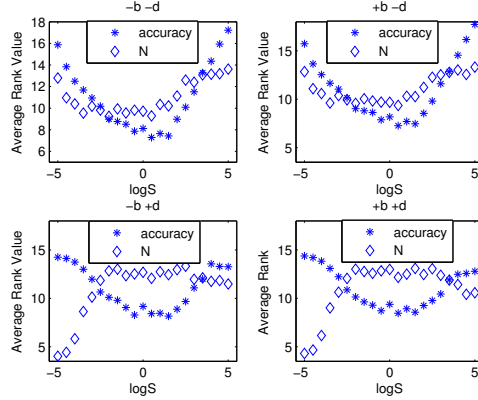 −b −d
18
16
14
12
10
8
6
Average Rank Value
accuracy
N
−5
0
5
logS
+b −d
15
10
5
Average Rank Value
accuracy
N
−5
0
5
logS
−b +d
15
10
5
Average Rank Value
accuracy
N
−5
0
5
logS
+b +d
15
10
5
Average Rank
accuracy
N
−5
0
5
logS